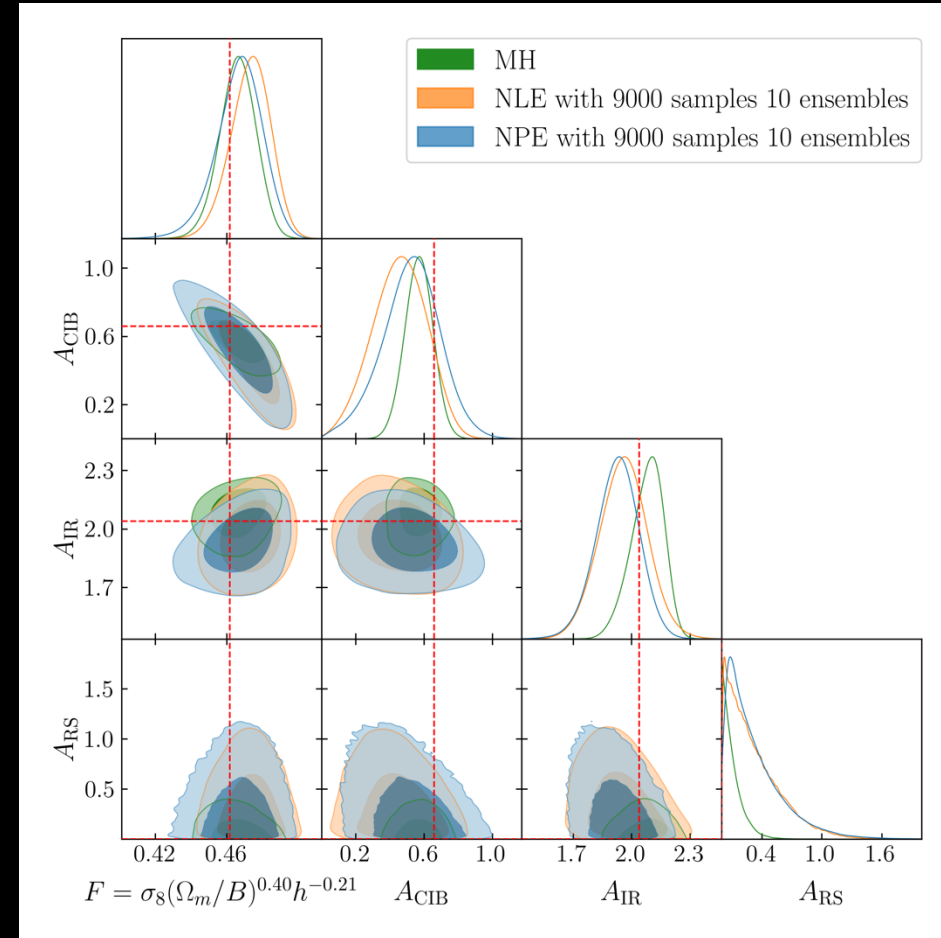 MH
NLE with 9000 samples 10 ensembles
NPE with 9000 samples 10 ensembles
1.0
0.6
0.2
A_CIB
2.3
2.0
1.7
A_IR
1.5
1.0
0.5
A_RS
0.42 0.46 0.2 0.6 1.0 1.7 2.0 2.3 0.4 1.0 1.6
F = σ₈(Ω_m/B)^{0.40}h^{−0.21} A_CIB A_IR A_RS